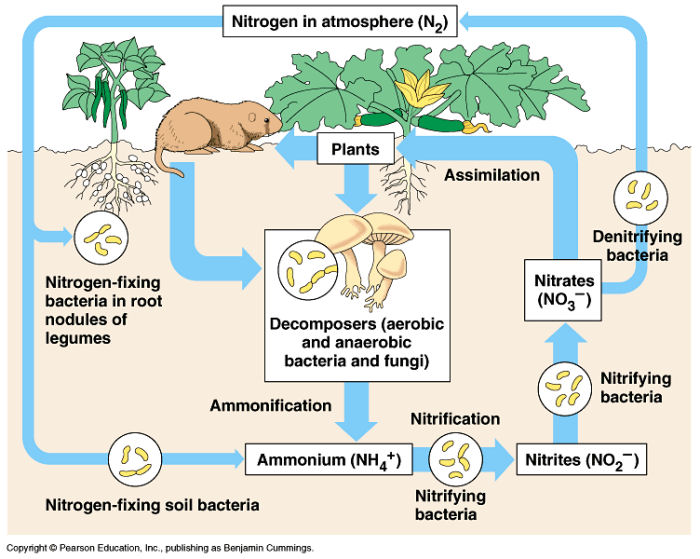 Nitrogen in atmosphere (N₂)
Plants
Assimilation
Denitrifying
bacteria
Nitrogen-fixing
bacteria in root
nodules of
legumes
Nitrates
(NO₃⁻)
Decomposers (aerobic
and anaerobic
bacteria and fungi)
Nitrifying
bacteria
Ammonification
Nitrification
Ammonium (NH₄⁺)
Nitrites (NO₂⁻)
Nitrogen-fixing soil bacteria
Nitrifying
bacteria
Copyright © Pearson Education, Inc., publishing as Benjamin Cummings.